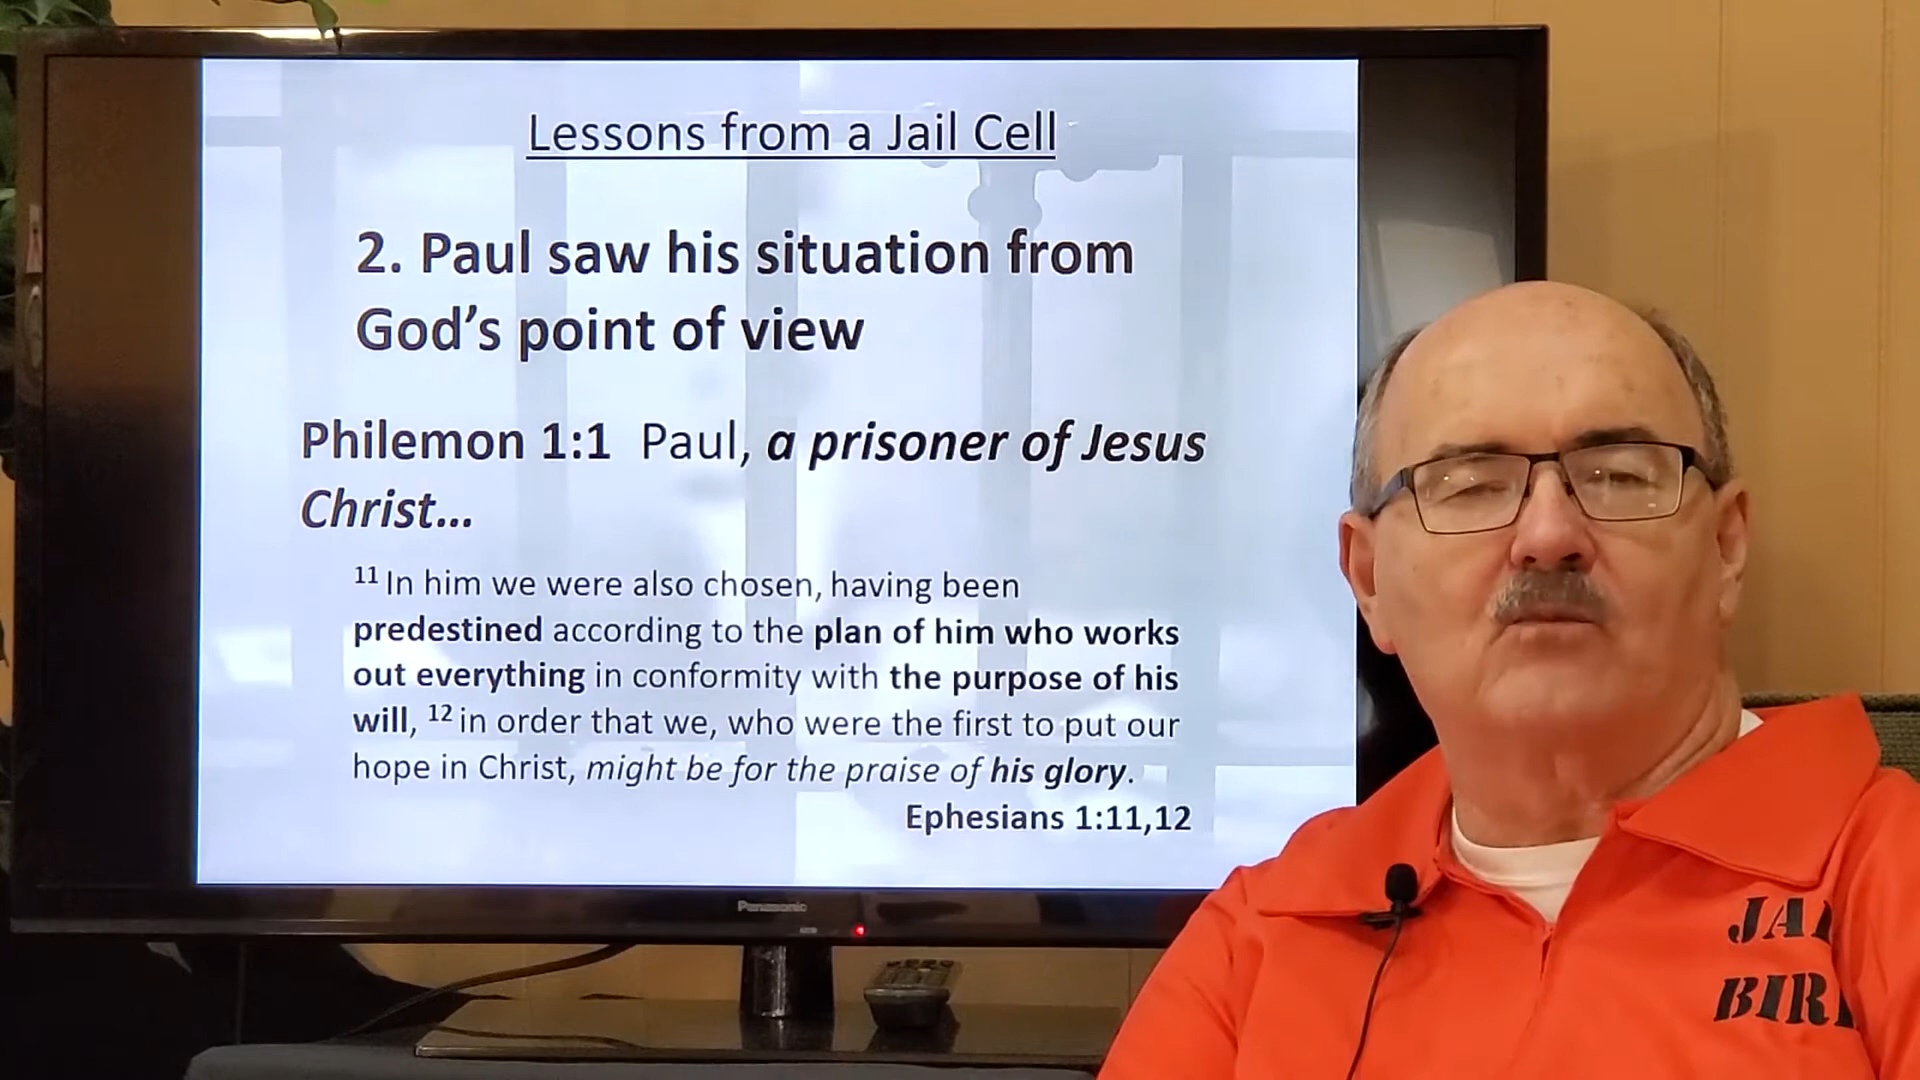 Lessons from a Jail Cell
2. Paul saw his situation from
God’s point of view
Philemon 1:1 Paul, a prisoner of Jesus
Christ…
11 In him we were also chosen, having been
predestined according to the plan of him who works
out everything in conformity with the purpose of his
will, 12 in order that we, who were the first to put our
hope in Christ, might be for the praise of his glory.
Ephesians 1:11,12
Panasonic
JAI
BIR